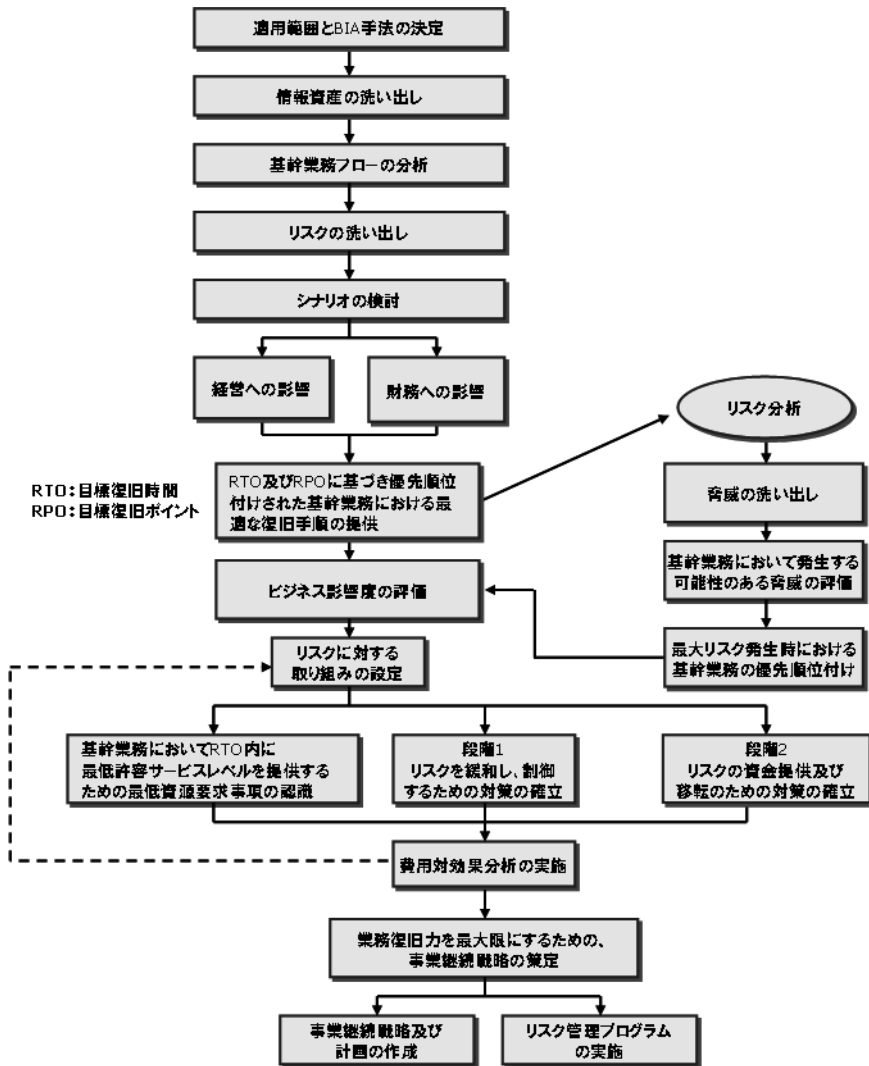 適用範囲とBIA手法の決定
情報資産の洗い出し
基幹業務フローの分析
リスクの洗い出し
シナリオの検討
経営への影響
財務への影響
リスク分析
RTO:目標復旧時間
RPO:目標復旧ポイント
RTO及びRPOに基づき優先順位
付けされた基幹業務における最
適な復旧手順の提供
脅威の洗い出し
基幹業務において発生する
可能性のある脅威の評価
ビジネス影響度の評価
最大リスク発生時における
基幹業務の優先順位付け
リスクに対する
取り組みの設定
基幹業務においてRTO内に
最低許容サービスレベルを提供する
ための最低資源要求事項の認識
段階1
リスクを緩和し、制御
するための対策の確立
段階2
リスクの資金提供及び
移転のための対策の確立
費用対効果分析の実施
業務復旧力を最大限にするための、
事業継続戦略の策定
事業継続戦略及び
計画の作成
リスク管理プログラム
の実施